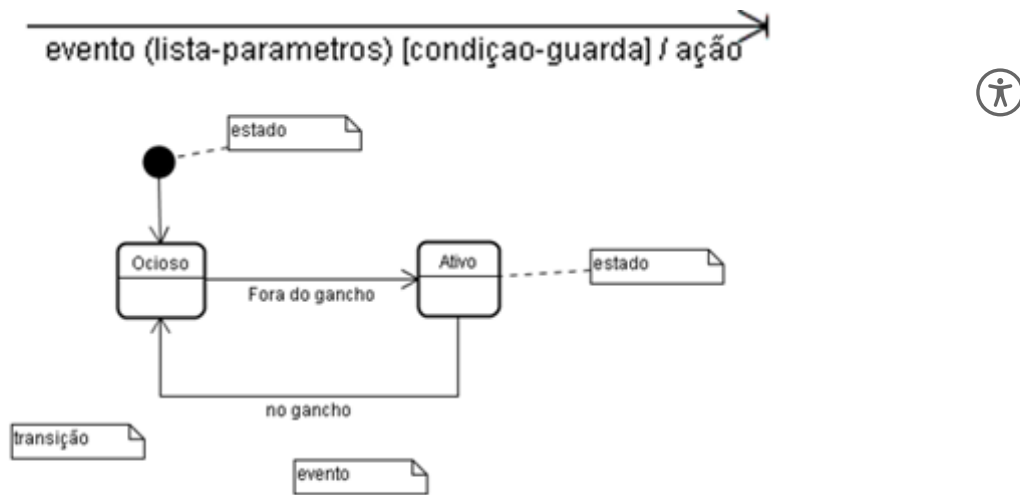 evento (lista-parametros) [condiçao-guarda] / ação
estado
Ocioso
Ativo
estado
Fora do gancho
no gancho
transição
evento